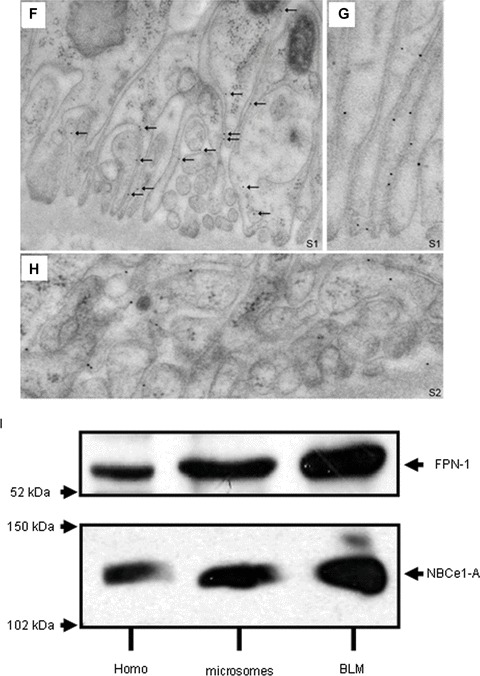 F
G
S1
S1
H
S2
I
FPN-1
52 kDa
150 kDa
NBCe1-A
102 kDa
Homo
microsomes
BLM